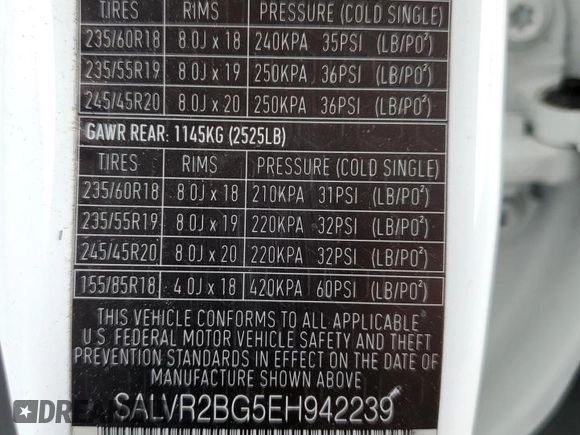 TIRES RIMS PRESSURE (COLD SINGLE)
235/60R18 8.0J x 18 240KPA 35PSI (LB/PO²)
235/55R19 8.0J x 19 250KPA 36PSI (LB/PO²)
245/45R20 8.0J x 20 250KPA 36PSI (LB/PO²)
GAWR REAR: 1145KG (2525LB)
TIRES RIMS PRESSURE (COLD SINGLE)
235/60R18 8.0J x 18 210KPA 31PSI (LB/PO²)
235/55R19 8.0J x 19 220KPA 32PSI (LB/PO²)
245/45R20 8.0J x 20 220KPA 32PSI (LB/PO²)
155/85R18 4.0J x 18 420KPA 60PSI (LB/PO²)
THIS VEHICLE CONFORMS TO ALL APPLICABLE
U.S. FEDERAL MOTOR VEHICLE SAFETY AND THEFT
PREVENTION STANDARDS IN EFFECT ON THE DATE
OF MANUFACTURE SHOWN ABOVE
SALVR2BG5EH942239